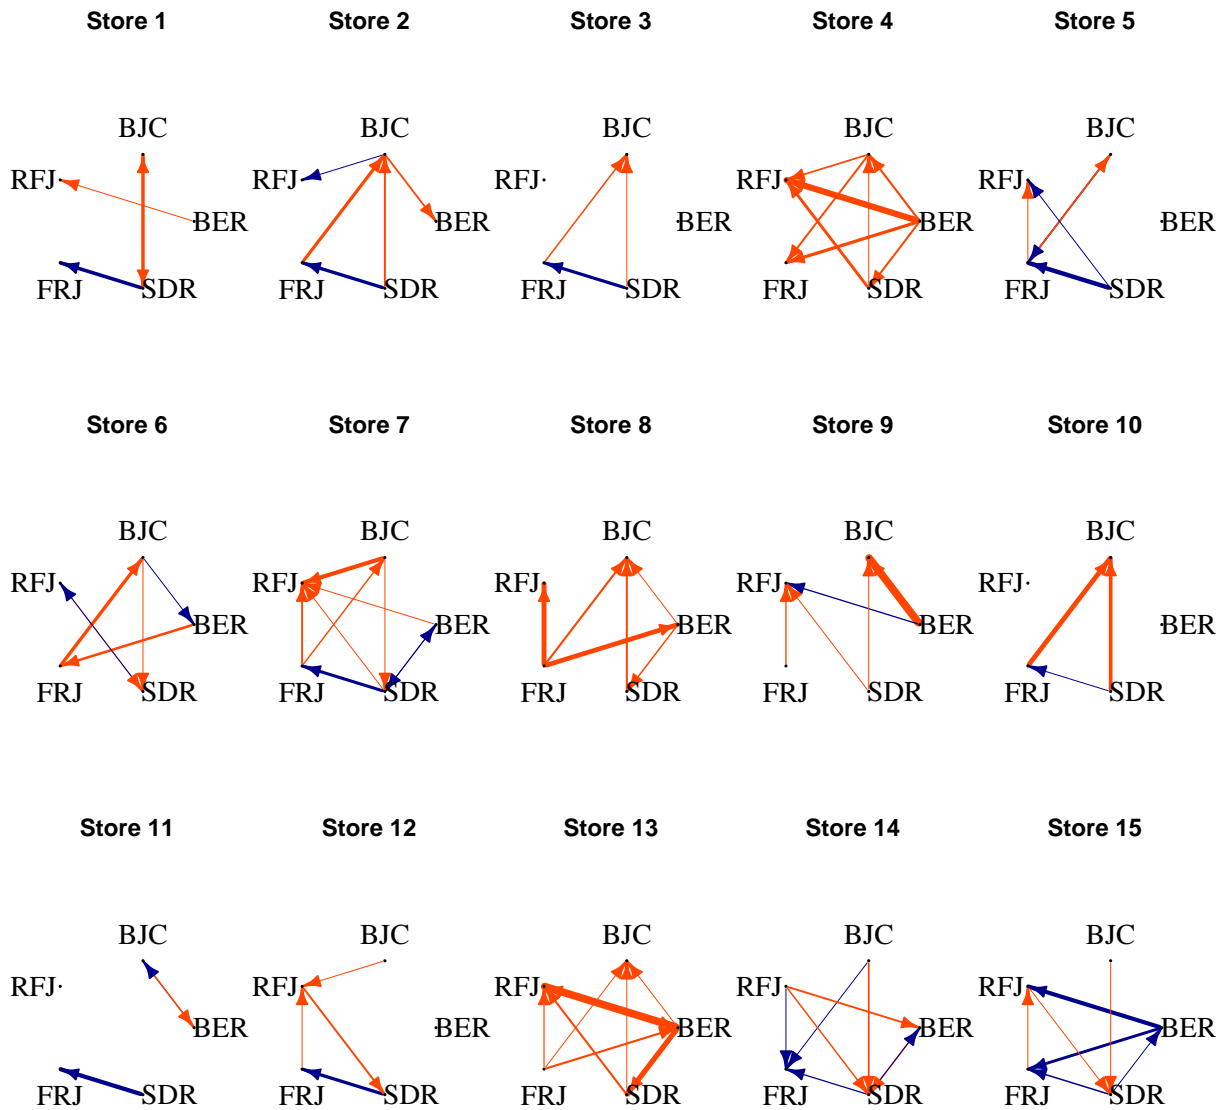 Store 1 Store 2 Store 3 Store 4 Store 5
BJC BJC BJC BJC BJC
RFJ RFJ RFJ RFJ RFJ
BER BER BER BER BER
FRJ SDR FRJ SDR FRJ SDR FRJ SDR FRJ SDR
Store 6 Store 7 Store 8 Store 9 Store 10
BJC BJC BJC BJC BJC
RFJ RFJ RFJ RFJ RFJ
BER BER BER BER BER
FRJ SDR FRJ SDR FRJ SDR FRJ SDR FRJ SDR
Store 11 Store 12 Store 13 Store 14 Store 15
BJC BJC BJC BJC BJC
RFJ RFJ RFJ RFJ RFJ
BER BER BER BER BER
FRJ SDR FRJ SDR FRJ SDR FRJ SDR FRJ SDR